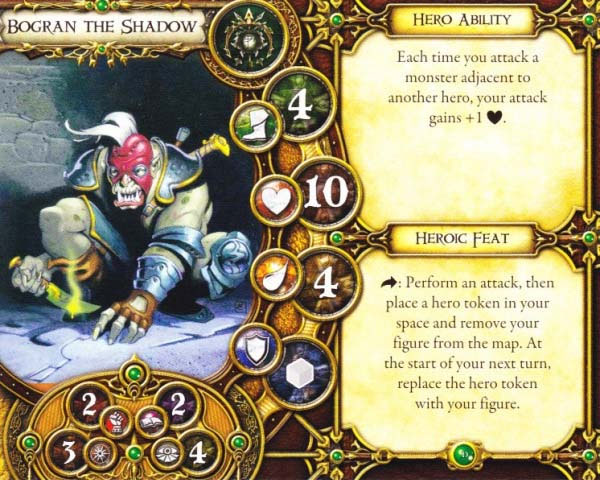 BOGRAN THE SHADOW
4
10
4
2
2
3
4
HERO ABILITY
Each time you attack a
monster adjacent to
another hero, your attack
gains +1 ♥.
HEROIC FEAT
: Perform an attack, then
place a hero token in your
space and remove your
figure from the map. At
the start of your next turn,
replace the hero token
with your figure.